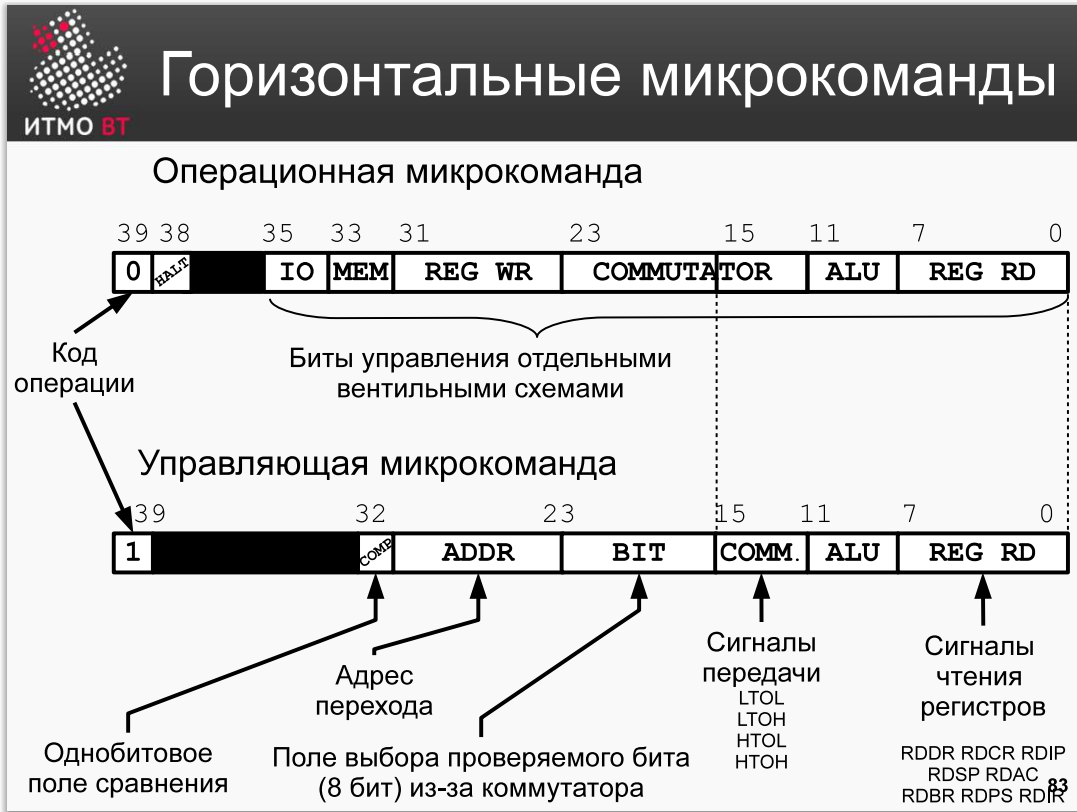 ИТМО ВТ
Горизонтальные микрокоманды
Операционная микрокоманда
39 38 35 33 31 23 15 11 7 0
0 HALT IO MEM REG WR COMMUTATOR ALU REG RD
Код
операции
Биты управления отдельными
вентильными схемами
Управляющая микрокоманда
39 32 23 15 11 7 0
1 COMP ADDR BIT COMM. ALU REG RD
Адрес
перехода
Сигналы
передачи
LTOL
LTOH
HTOL
HTOH
Сигналы
чтения
регистров
Однобитовое
поле сравнения
Поле выбора проверяемого бита
(8 бит) из-за коммутатора
RDDR RDCR RDIP
RDSP RDAC
RDBR RDPS RDIR
83